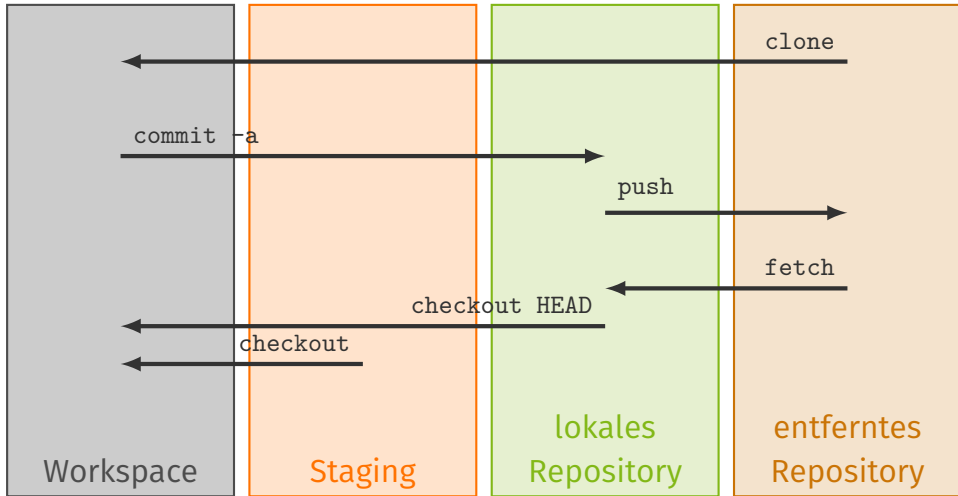 clone
commit -a
push
fetch
checkout HEAD
checkout
Workspace
Staging
lokales
Repository
entferntes
Repository